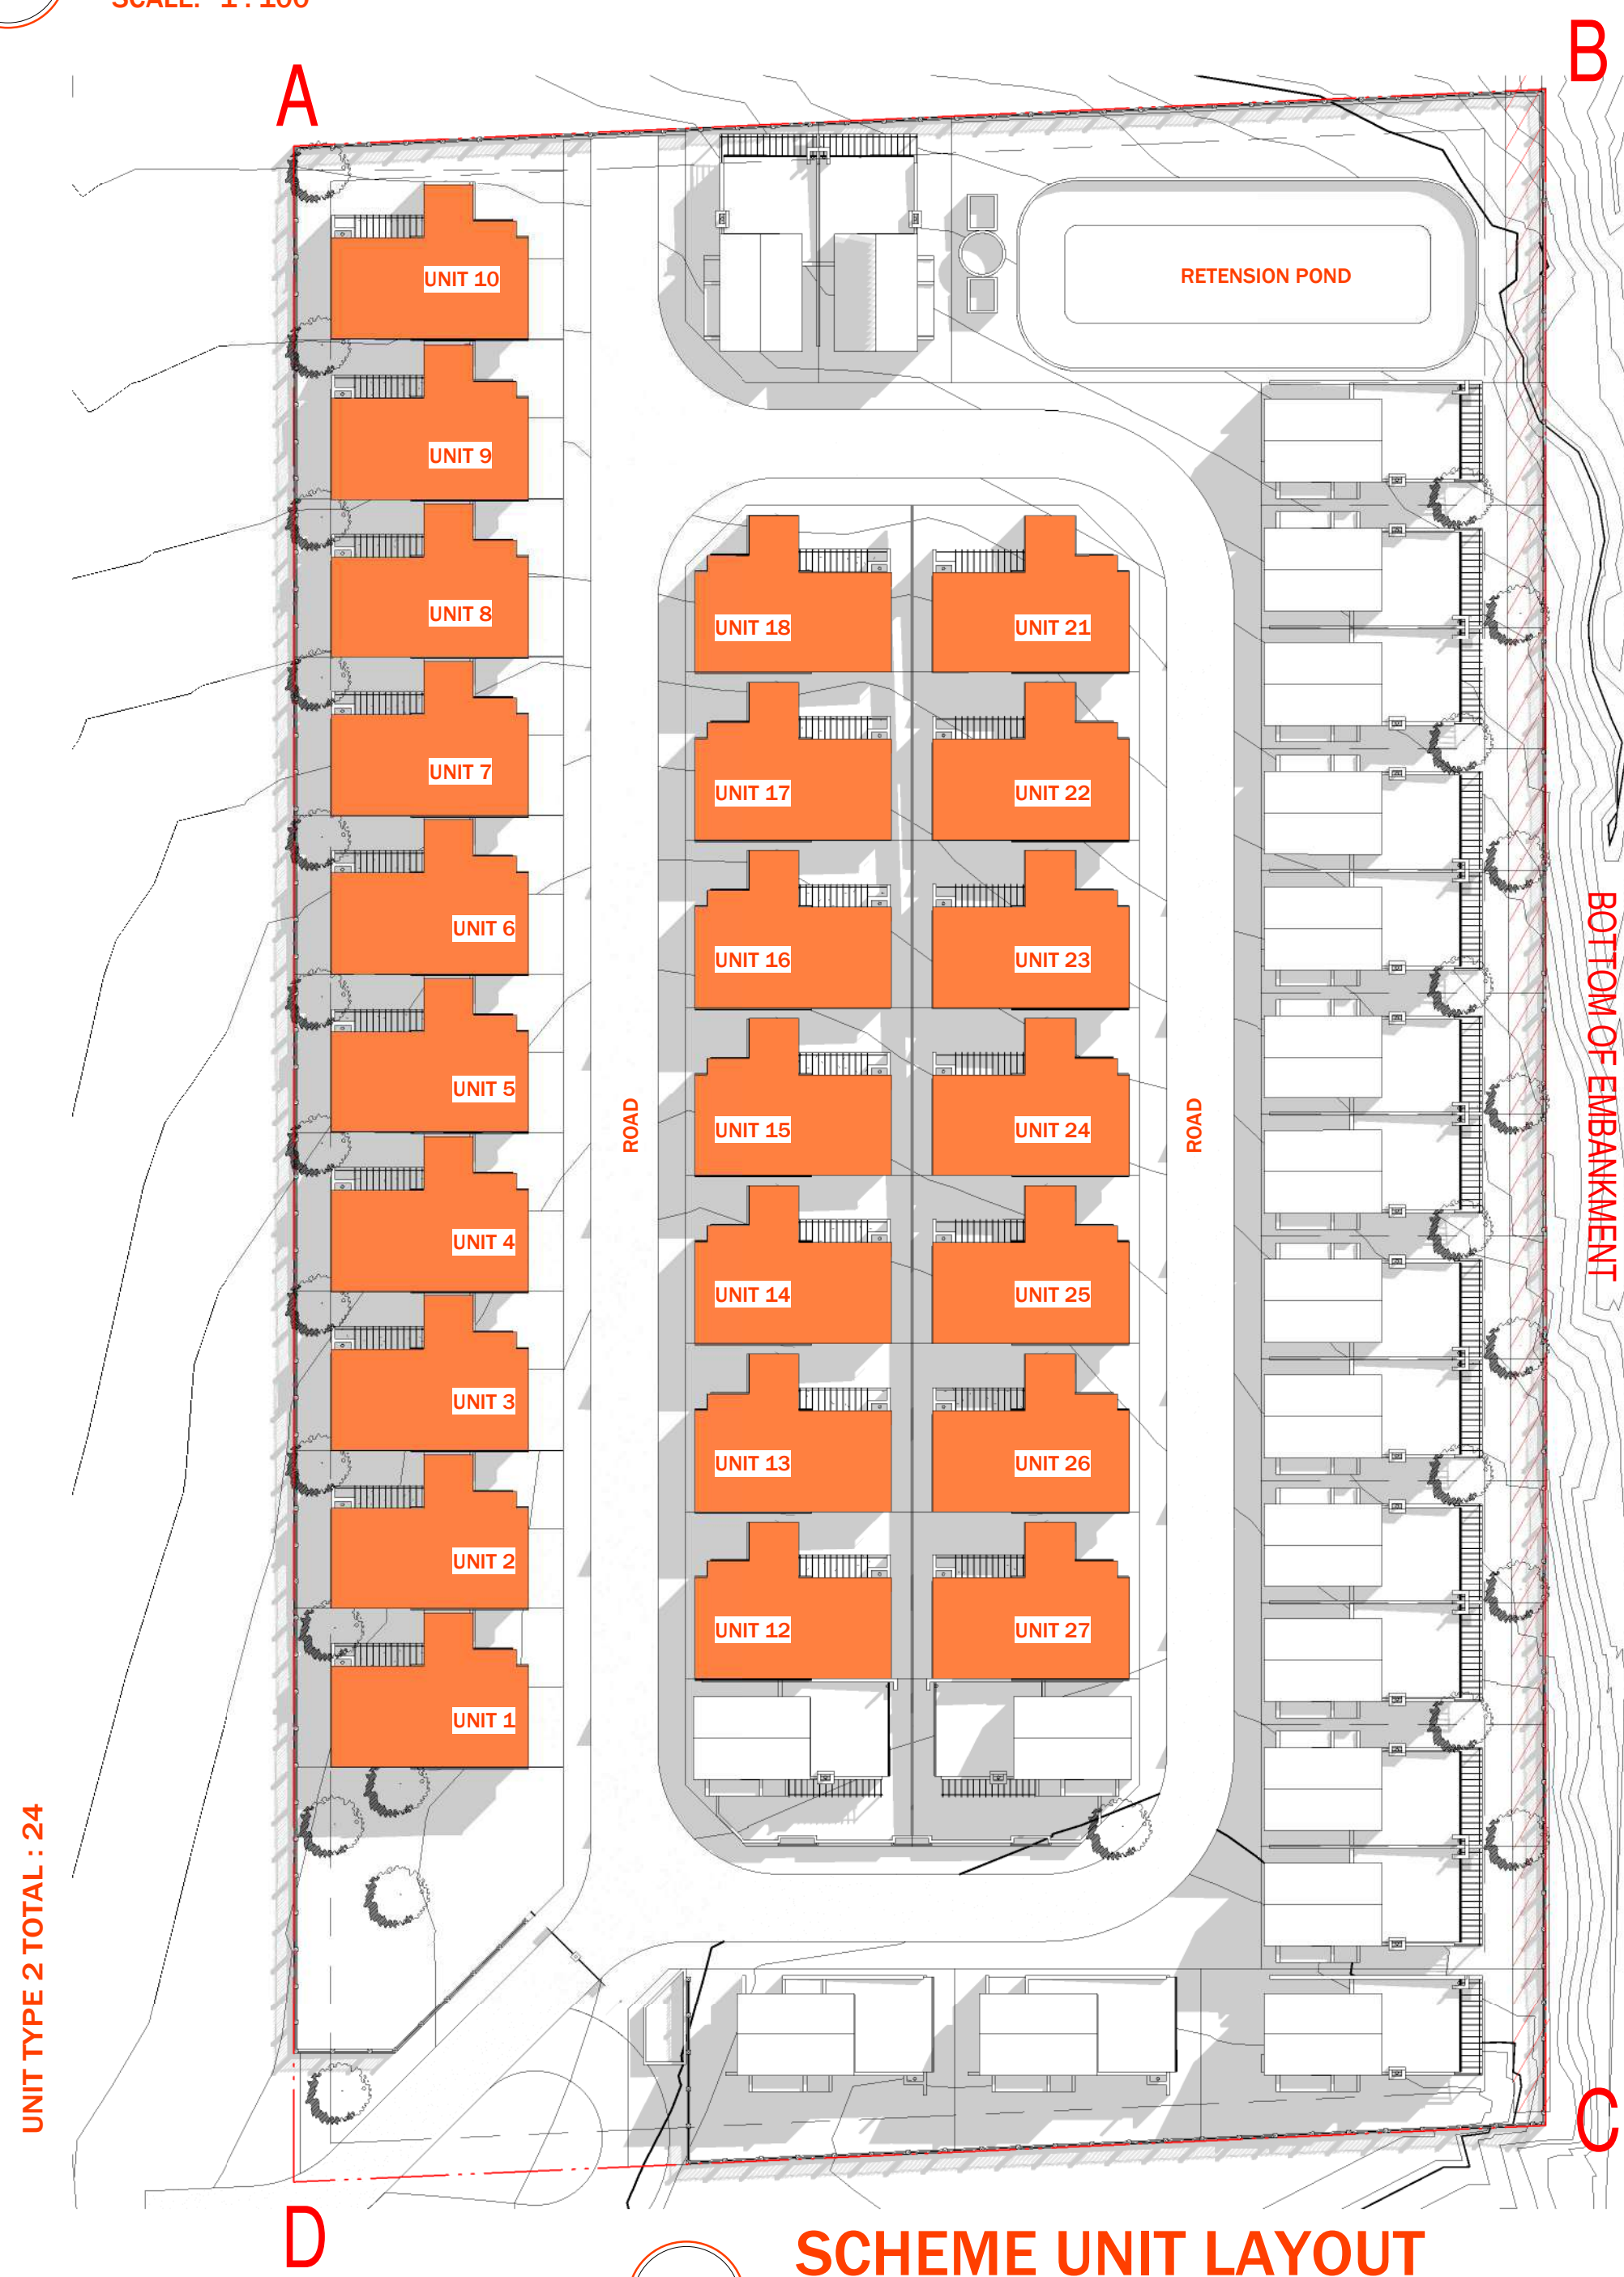 SCALE: 1 : 100
A
B
UNIT 10
RETENSION POND
UNIT 9
UNIT 8
UNIT 18
UNIT 21
UNIT 7
UNIT 17
UNIT 22
UNIT 6
UNIT 16
UNIT 23
BOTTOM OF EMBANKMENT
UNIT 5
ROAD
UNIT 15
UNIT 24
ROAD
UNIT 4
UNIT 14
UNIT 25
UNIT 3
UNIT 13
UNIT 26
UNIT 2
UNIT 12
UNIT 27
UNIT 1
UNIT TYPE 2 TOTAL : 24
C
D
SCHEME UNIT LAYOUT